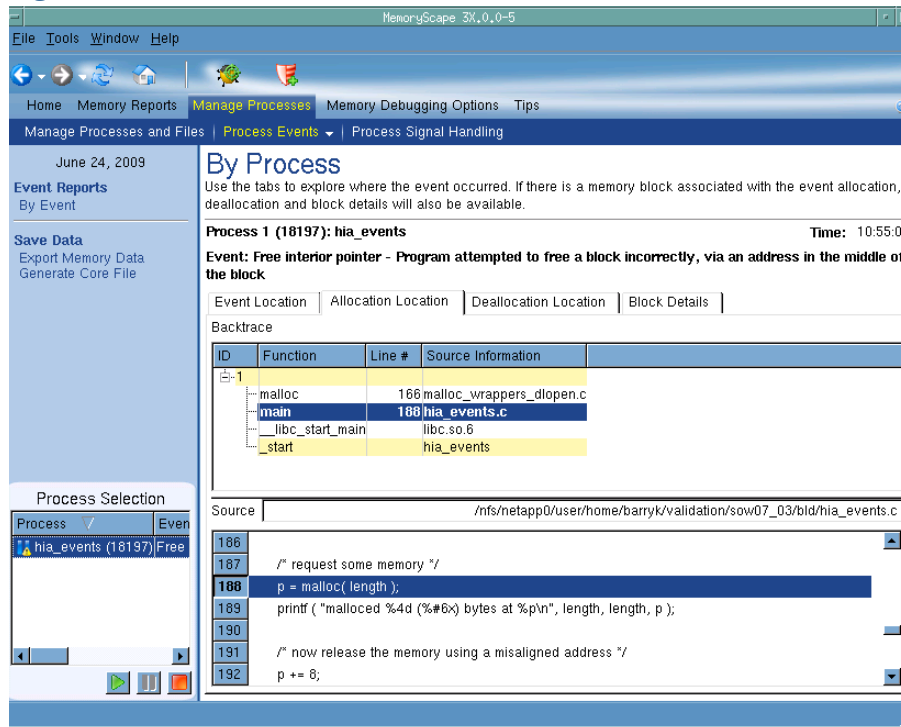 MemoryScape 3X.0.0-5
File Tools Window Help
Home Memory Reports Manage Processes Memory Debugging Options Tips
Manage Processes and Files | Process Events | Process Signal Handling
June 24, 2009
Event Reports
By Event
Save Data
Export Memory Data
Generate Core File
By Process
Use the tabs to explore where the event occurred. If there is a memory block associated with the event allocation,
deallocation and block details will also be available.
Process 1 (18197): hia_events Time: 10:55:0
Event: Free interior pointer - Program attempted to free a block incorrectly, via an address in the middle of
the block
Event Location Allocation Location Deallocation Location Block Details
Backtrace
ID Function Line # Source Information
1
malloc 166 malloc_wrappers_dlopen.c
main 188 hia_events.c
__libc_start_main libc.so.6
_start hia_events
Process Selection
Process Even
hia_events (18197) Free
Source /nfs/netapp0/user/home/barryk/validation/sow07_03/bld/hia_events.c
186
187 /* request some memory */
188 p = malloc( length );
189 printf ( "malloced %4d (%#6x) bytes at %p\n", length, length, p );
190
191 /* now release the memory using a misaligned address */
192 p += 8;